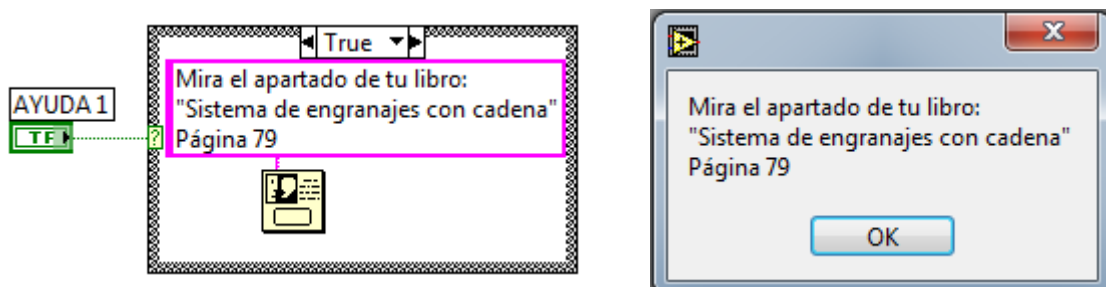 True
AYUDA 1
TF
?
Mira el apartado de tu libro:
"Sistema de engranajes con cadena"
Página 79
Mira el apartado de tu libro:
"Sistema de engranajes con cadena"
Página 79
OK